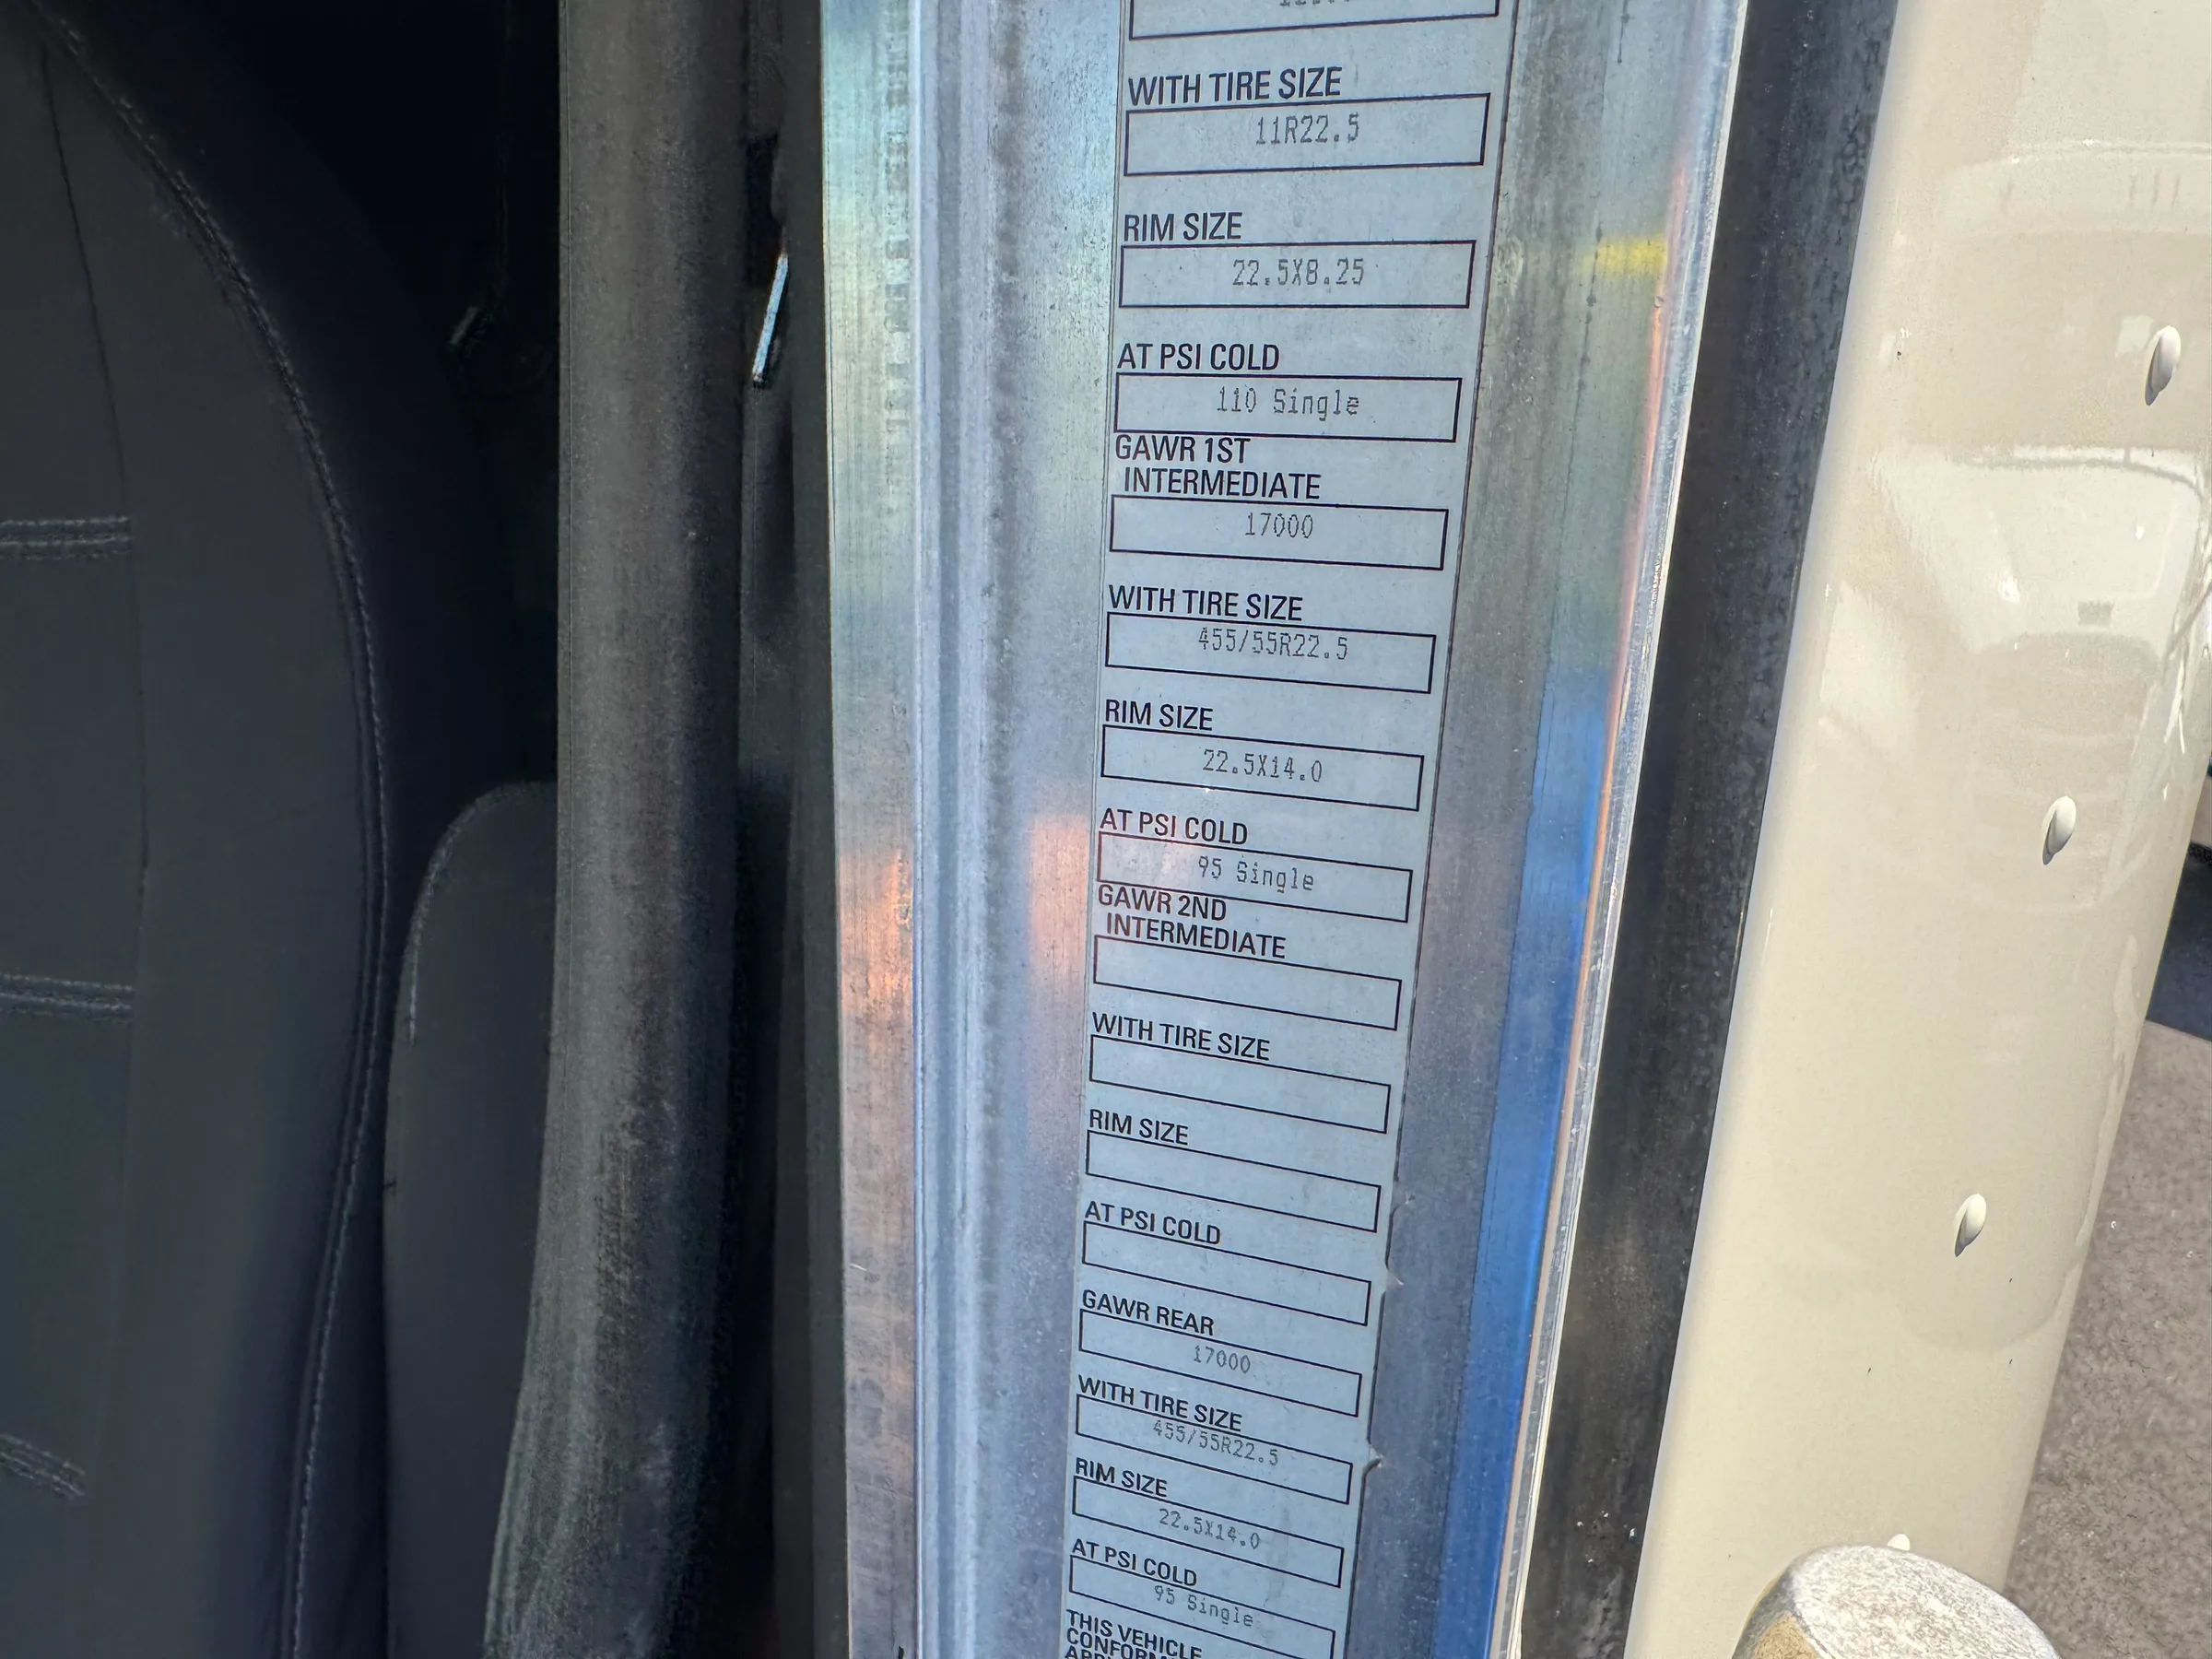 WITH TIRE SIZE
11R22.5
RIM SIZE
22.5X8.25
AT PSI COLD
110 Single
GAWR 1ST
INTERMEDIATE
17000
WITH TIRE SIZE
455/55R22.5
RIM SIZE
22.5X14.0
AT PSI COLD
95 Single
GAWR 2ND
INTERMEDIATE
WITH TIRE SIZE
RIM SIZE
AT PSI COLD
GAWR REAR
17000
WITH TIRE SIZE
455/55R22.5
RIM SIZE
22.5X14.0
AT PSI COLD
95 Single
THIS VEHICLE